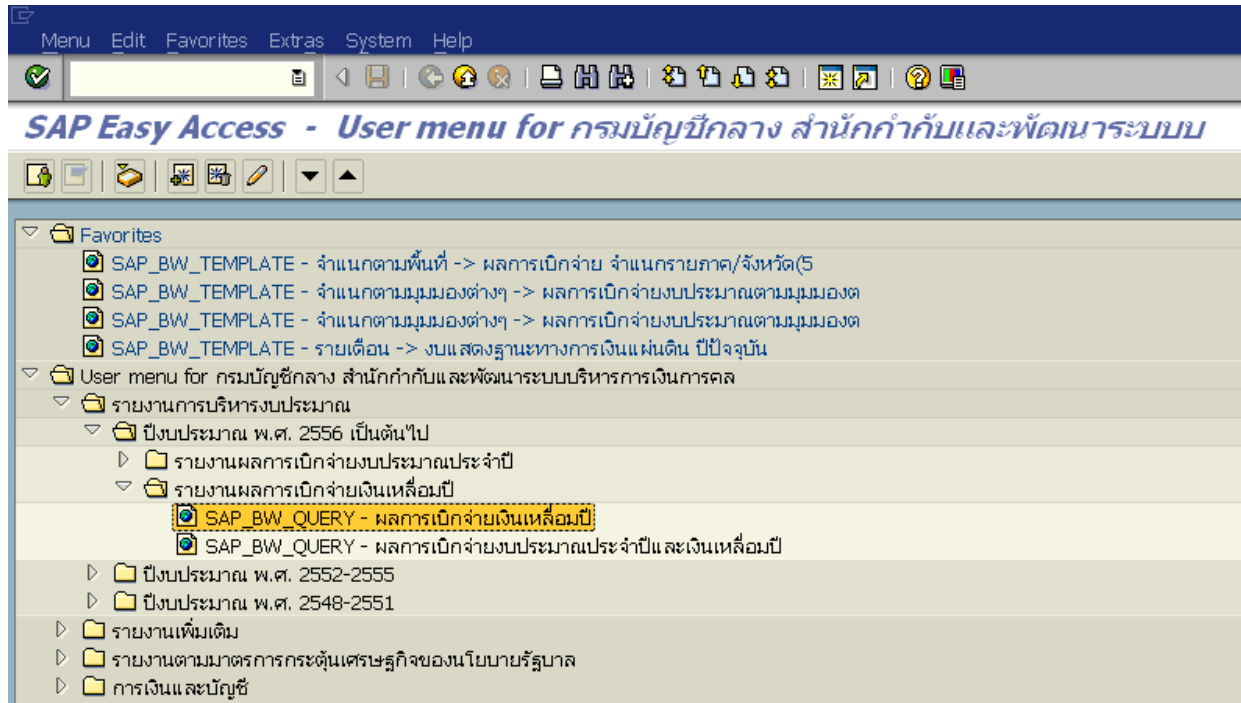 Menu Edit Favorites Extras System Help
SAP Easy Access - User menu for กรมบัญชีกลาง สำนักกำกับและพัฒนาระบบบ
Favorites
SAP_BW_TEMPLATE - จำแนกตามพื้นที่ -> ผลการเบิกจ่าย จำแนกรายภาค/จังหวัด(5
SAP_BW_TEMPLATE - จำแนกตามมุมมองต่างๆ -> ผลการเบิกจ่ายงบประมาณตามมุมมองต
SAP_BW_TEMPLATE - จำแนกตามมุมมองต่างๆ -> ผลการเบิกจ่ายงบประมาณตามมุมมองต
SAP_BW_TEMPLATE - รายเดือน -> งบแสดงฐานะทางการเงินแผ่นดิน ปีปัจจุบัน
User menu for กรมบัญชีกลาง สำนักกำกับและพัฒนาระบบบริหารการเงินการคล
รายงานการบริหารงบประมาณ
ปีงบประมาณ พ.ศ. 2556 เป็นต้นไป
รายงานผลการเบิกจ่ายงบประมาณประจำปี
รายงานผลการเบิกจ่ายเงินเหลื่อมปี
SAP_BW_QUERY - ผลการเบิกจ่ายเงินเหลื่อมปี
SAP_BW_QUERY - ผลการเบิกจ่ายงบประมาณประจำปีและเงินเหลื่อมปี
ปีงบประมาณ พ.ศ. 2552-2555
ปีงบประมาณ พ.ศ. 2548-2551
รายงานเพิ่มเติม
รายงานตามมาตรการกระตุ้นเศรษฐกิจของนโยบายรัฐบาล
การเงินและบัญชี